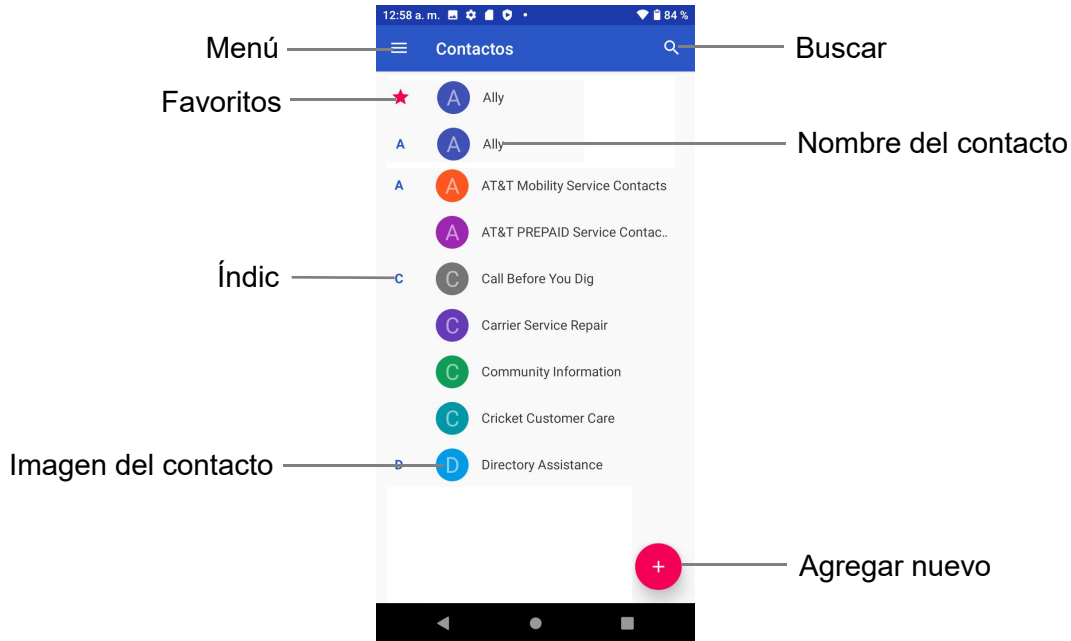 12:58 a. m. 84 %
Menú
Contactos
Buscar
Favoritos
A Ally
Nombre del contacto
A A Ally
A A AT&T Mobility Service Contacts
A AT&T PREPAID Service Contac..
Índic
C C Call Before You Dig
C Carrier Service Repair
C Community Information
C Cricket Customer Care
Imagen del contacto
D D Directory Assistance
+
Agregar nuevo